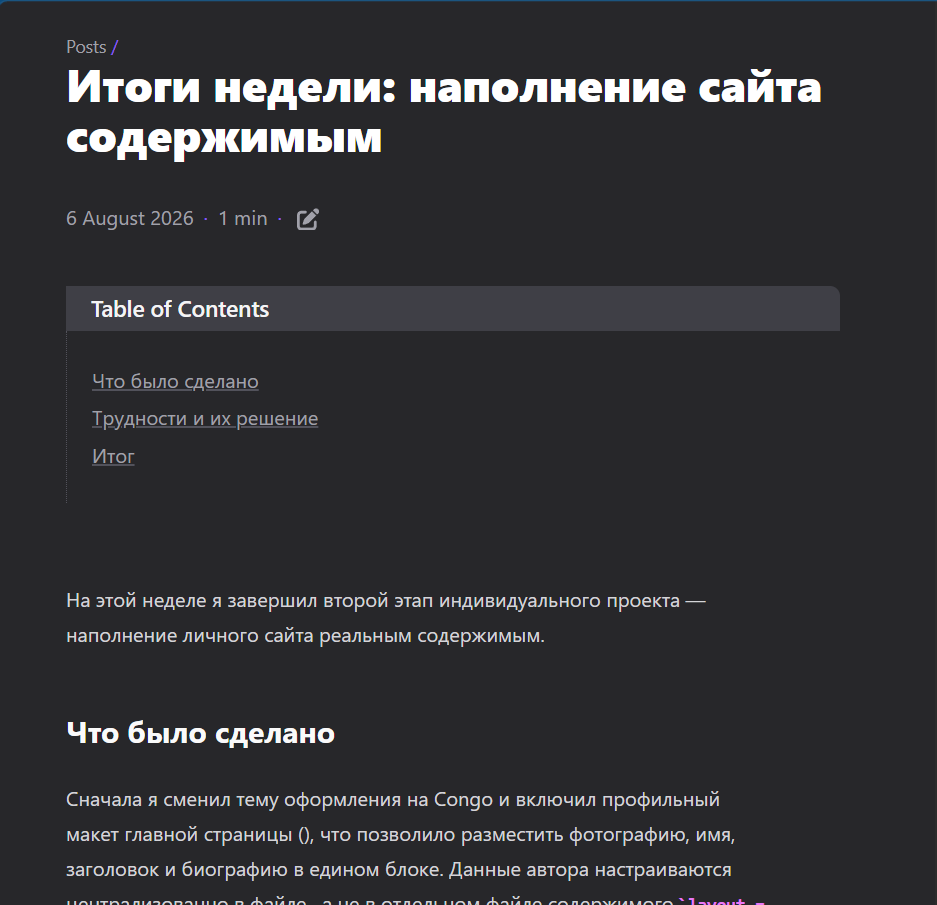 Posts /
Итоги недели: наполнение сайта
содержимым
6 August 2026 · 1 min ·
Table of Contents
Что было сделано
Трудности и их решение
Итог
На этой неделе я завершил второй этап индивидуального проекта —
наполнение личного сайта реальным содержимым.
Что было сделано
Сначала я сменил тему оформления на Congo и включил профильный
макет главной страницы (), что позволило разместить фотографию, имя,
заголовок и биографию в едином блоке. Данные автора настраиваются
централизованно в файле , а не в отдельном файле содержимого `layout =